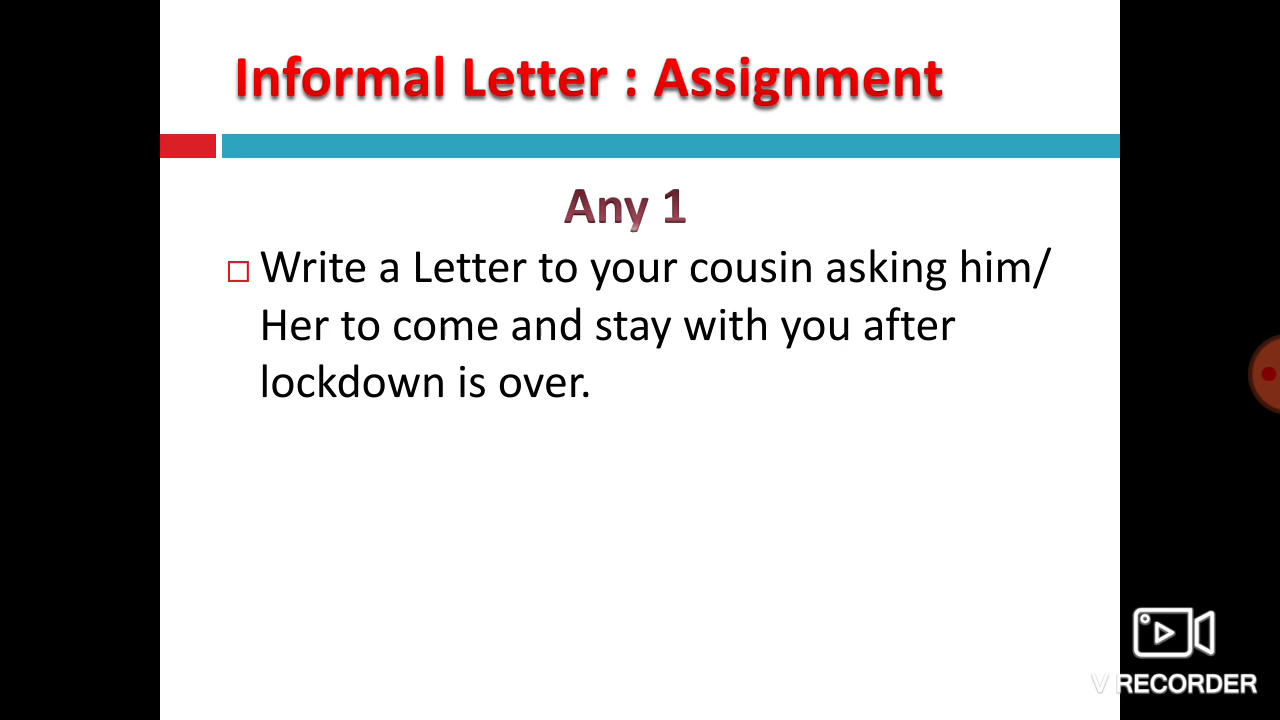 Informal Letter : Assignment
Any 1
Write a Letter to your cousin asking him/
Her to come and stay with you after
lockdown is over.
V RECORDER